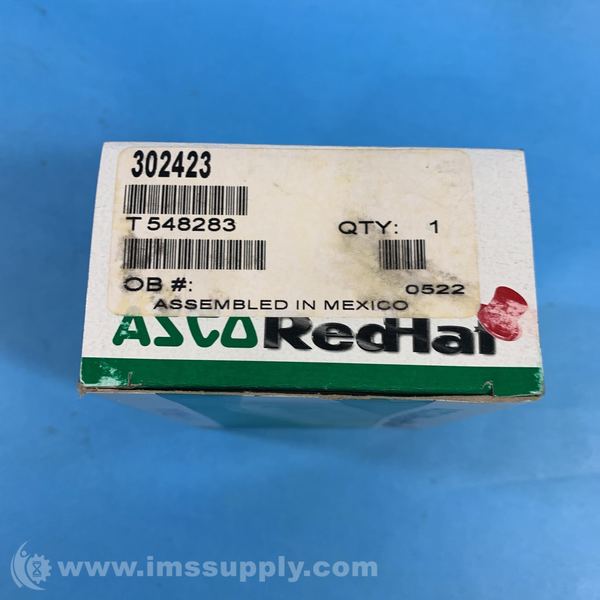 302423
T 548283 QTY: 1
OB #: 0522
ASSEMBLED IN MEXICO
ASCO RedHat
www.imssupply.com